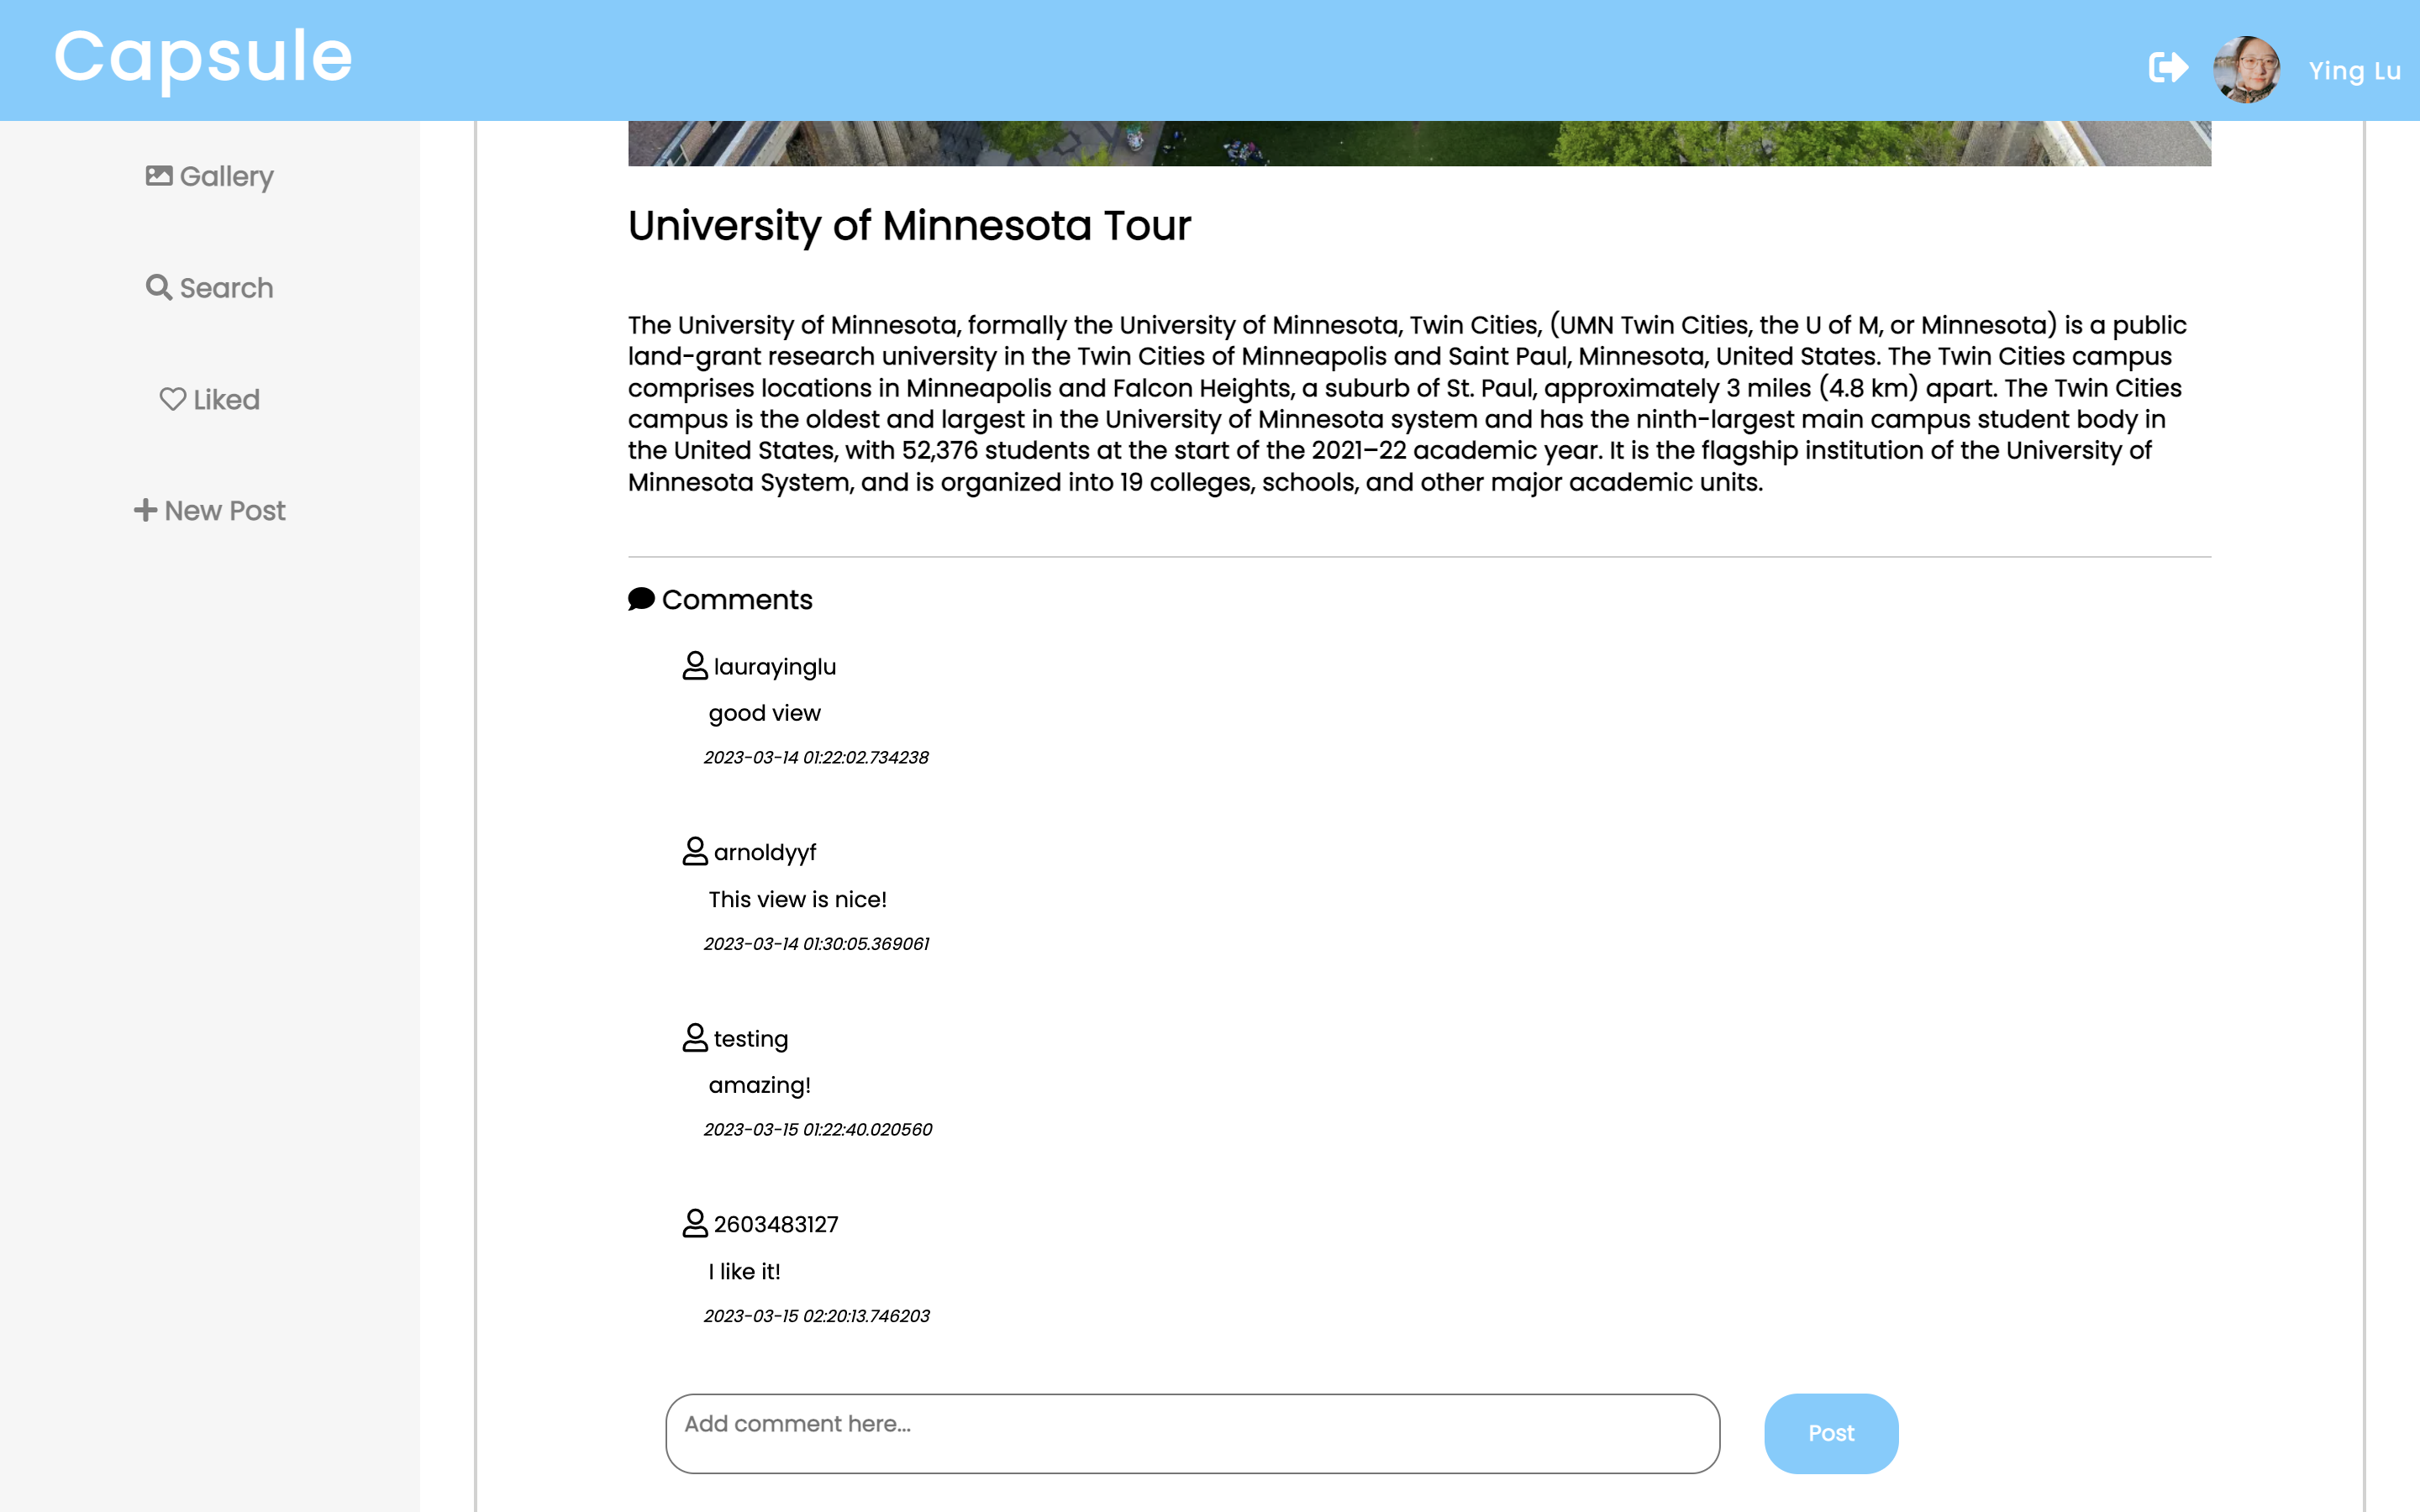 Capsule
Ying Lu
Gallery
Search
Liked
New Post
University of Minnesota Tour
The University of Minnesota, formally the University of Minnesota, Twin Cities, (UMN Twin Cities, the U of M, or Minnesota) is a public
land-grant research university in the Twin Cities of Minneapolis and Saint Paul, Minnesota, United States. The Twin Cities campus
comprises locations in Minneapolis and Falcon Heights, a suburb of St. Paul, approximately 3 miles (4.8 km) apart. The Twin Cities
campus is the oldest and largest in the University of Minnesota system and has the ninth-largest main campus student body in
the United States, with 52,376 students at the start of the 2021–22 academic year. It is the flagship institution of the University of
Minnesota System, and is organized into 19 colleges, schools, and other major academic units.
Comments
laurayinglu
good view
2023-03-14 01:22:02.734238
arnoldyyf
This view is nice!
2023-03-14 01:30:05.369061
testing
amazing!
2023-03-15 01:22:40.020560
2603483127
I like it!
2023-03-15 02:20:13.746203
Add comment here...
Post